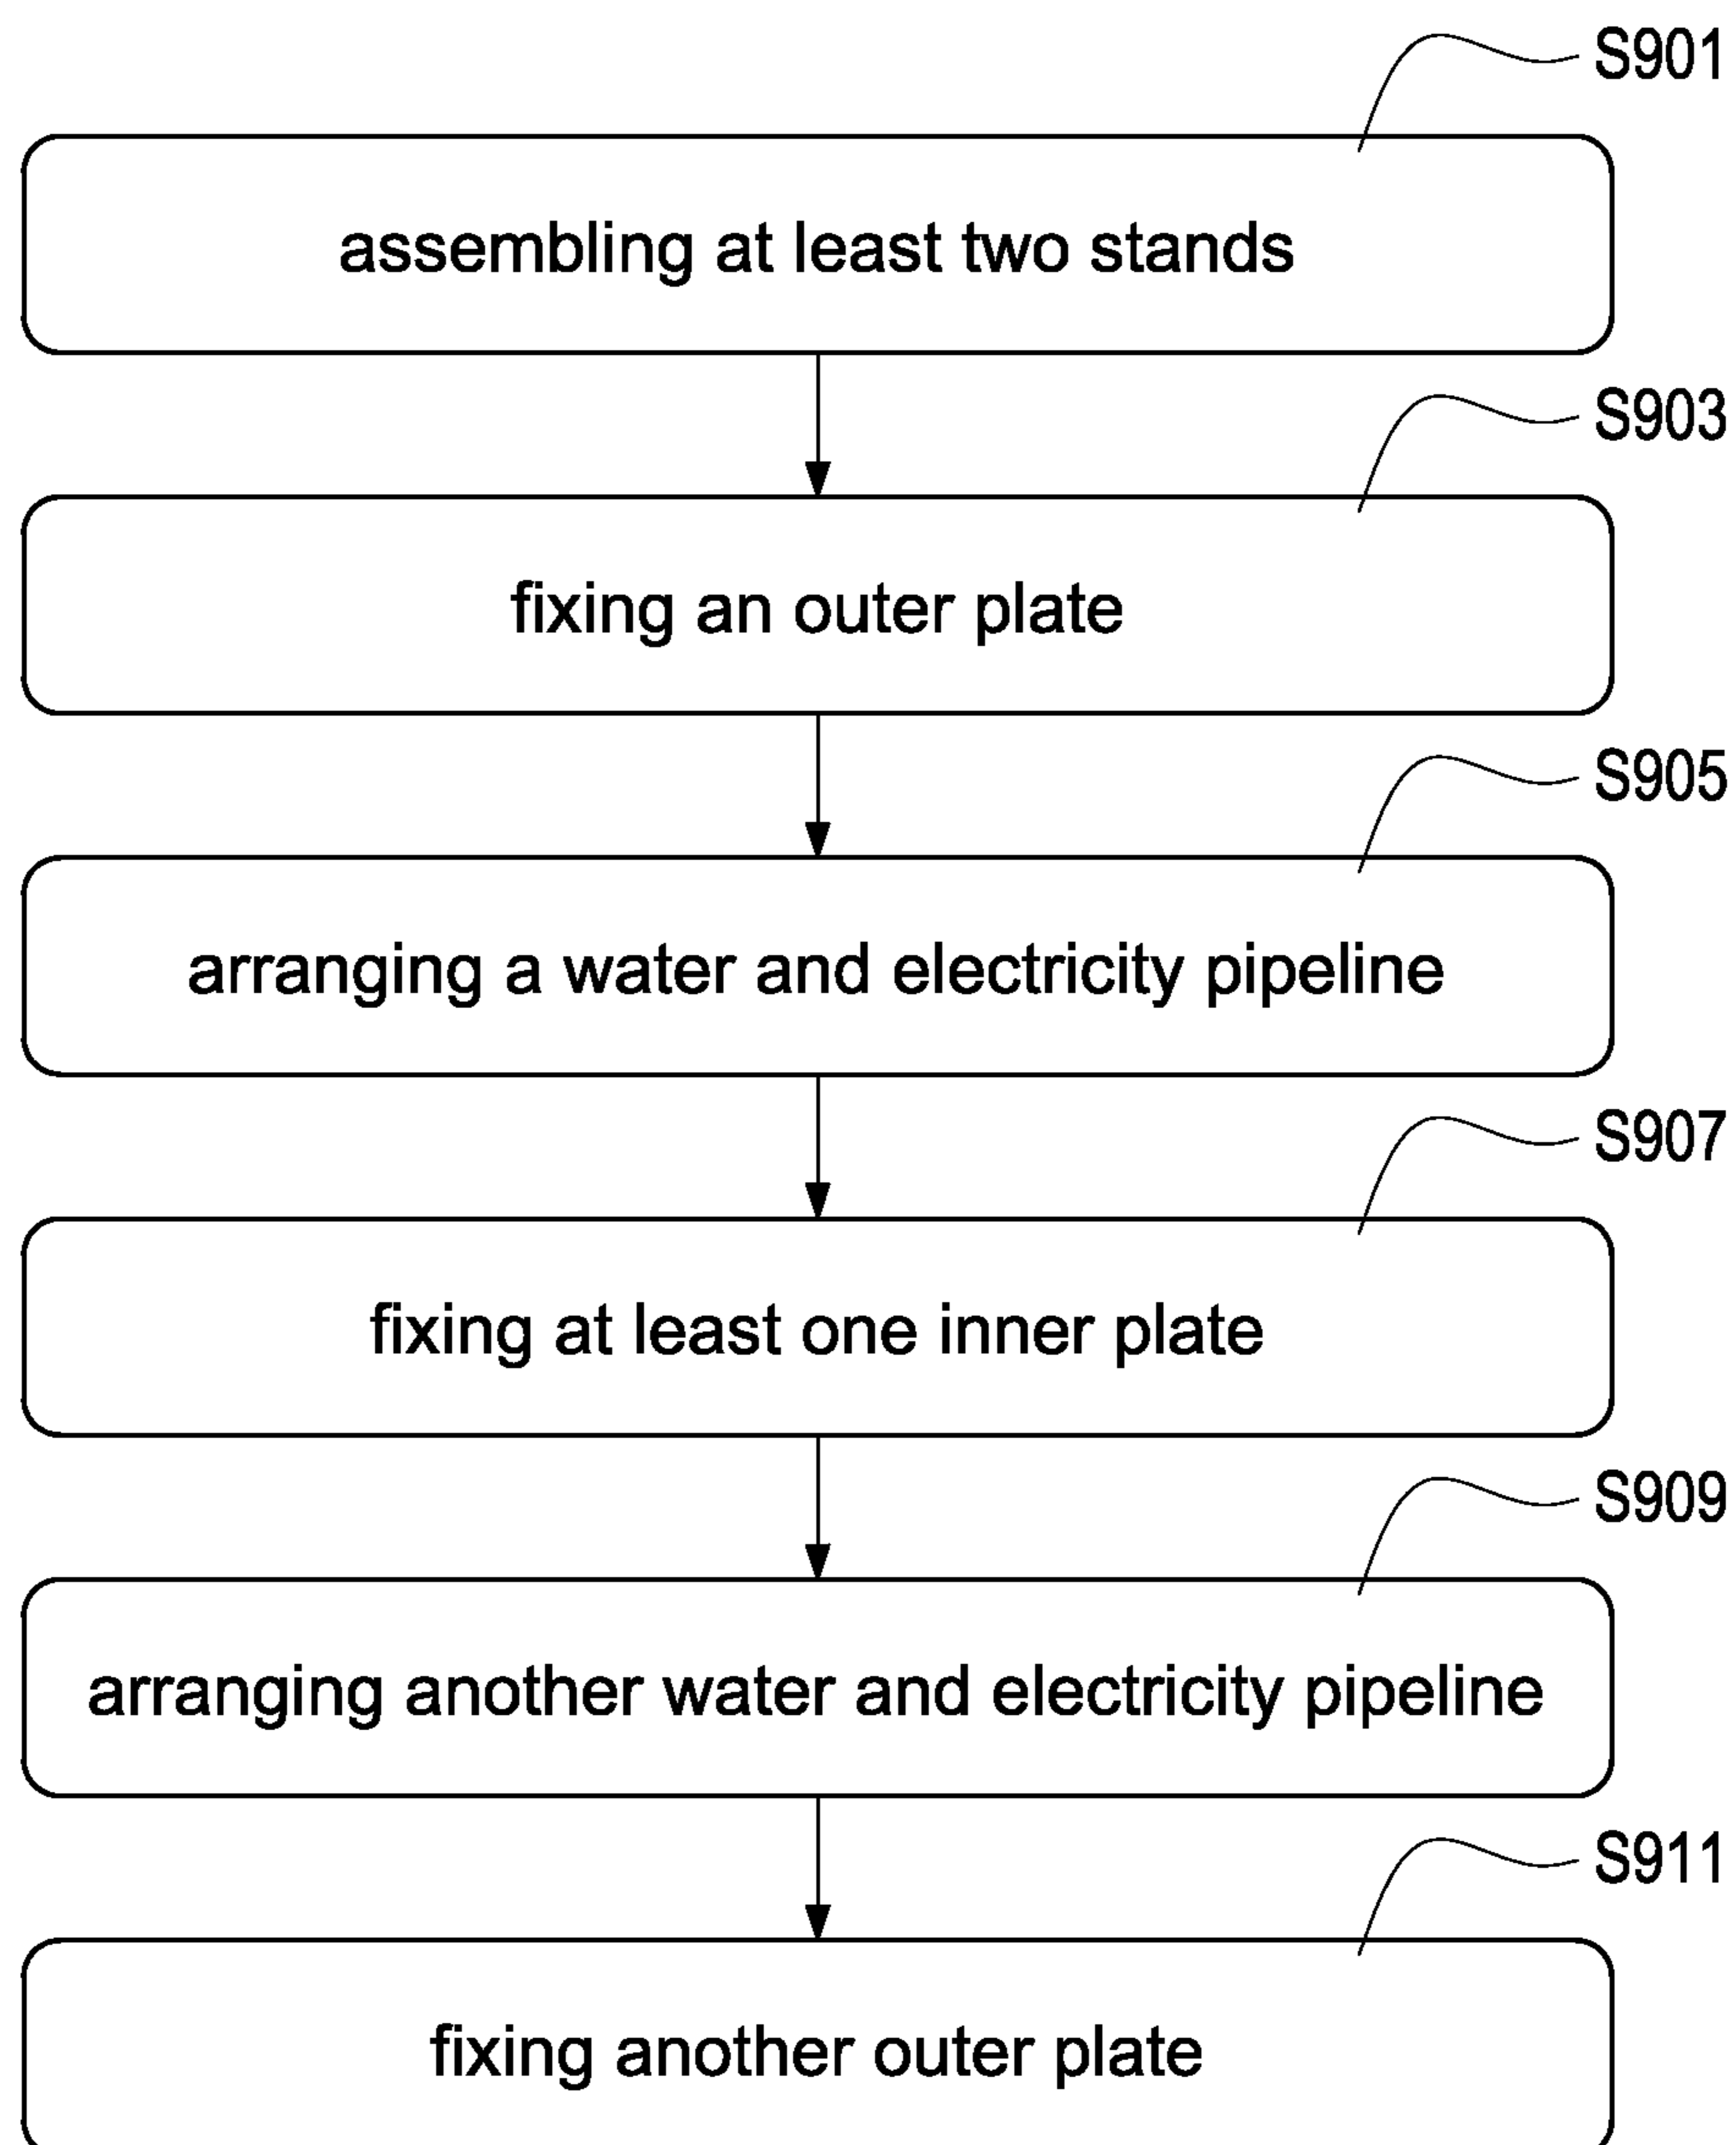 S901
assembling at least two stands
S903
fixing an outer plate
S905
arranging a water and electricity pipeline
S907
fixing at least one inner plate
S909
arranging another water and electricity pipeline
S911
fixing another outer plate